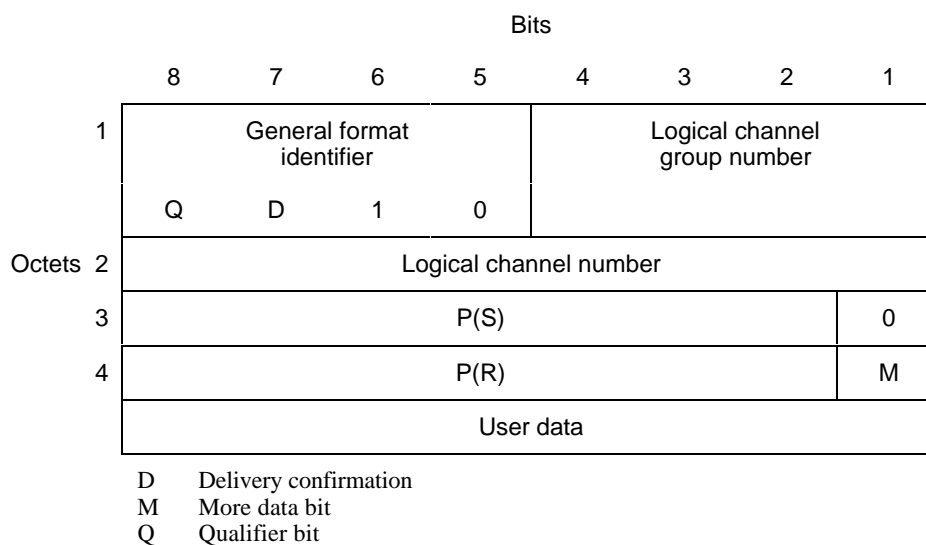 Bits
8 7 6 5 4 3 2 1
1 General format Logical channel
identifier group number
Q D 1 0
Octets 2 Logical channel number
3 P(S) 0
4 P(R) M
User data
D Delivery confirmation
M More data bit
Q Qualifier bit